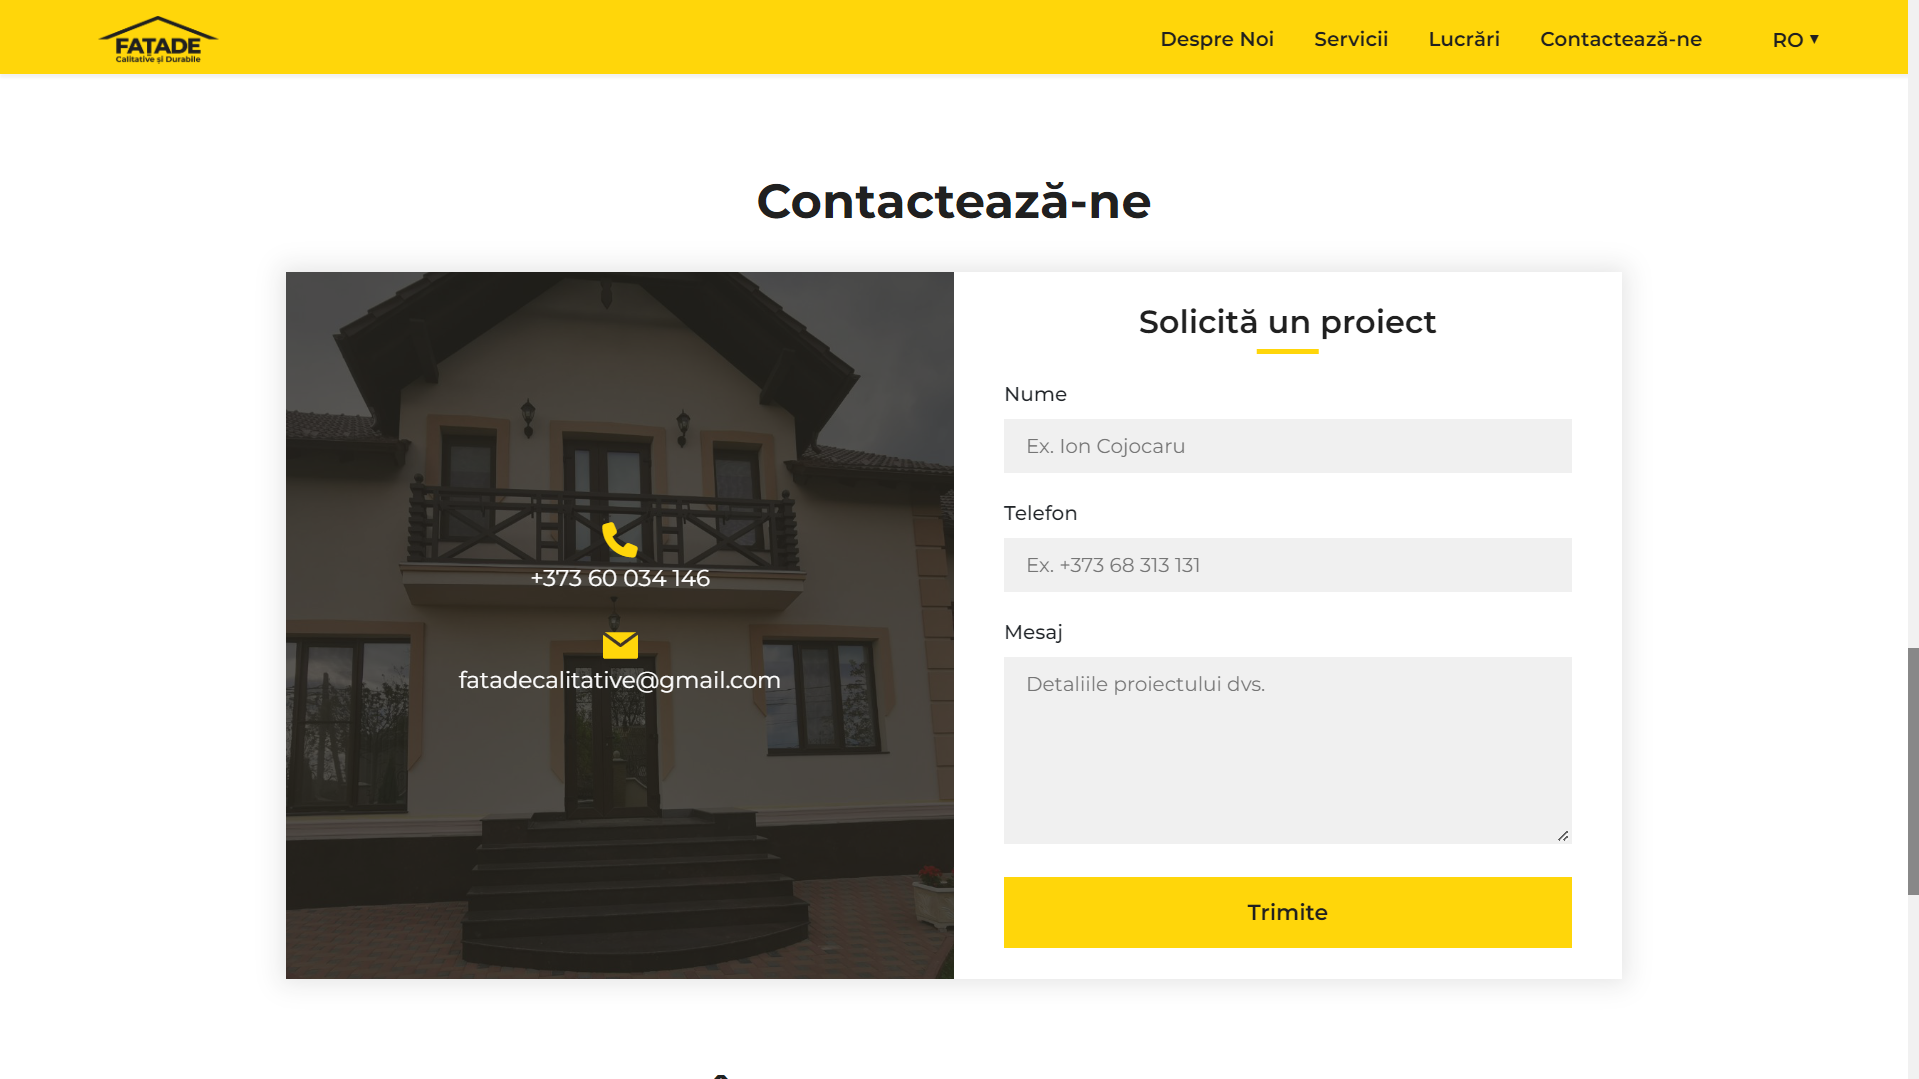 FATADE
Calitative și Durabile
Despre Noi
Servicii
Lucrări
Contactează-ne
RO ▼
Contactează-ne
+373 60 034 146
fatadecalitative@gmail.com
Solicită un proiect
Nume
Ex. Ion Cojocaru
Telefon
Ex. +373 68 313 131
Mesaj
Detaliile proiectului dvs.
Trimite